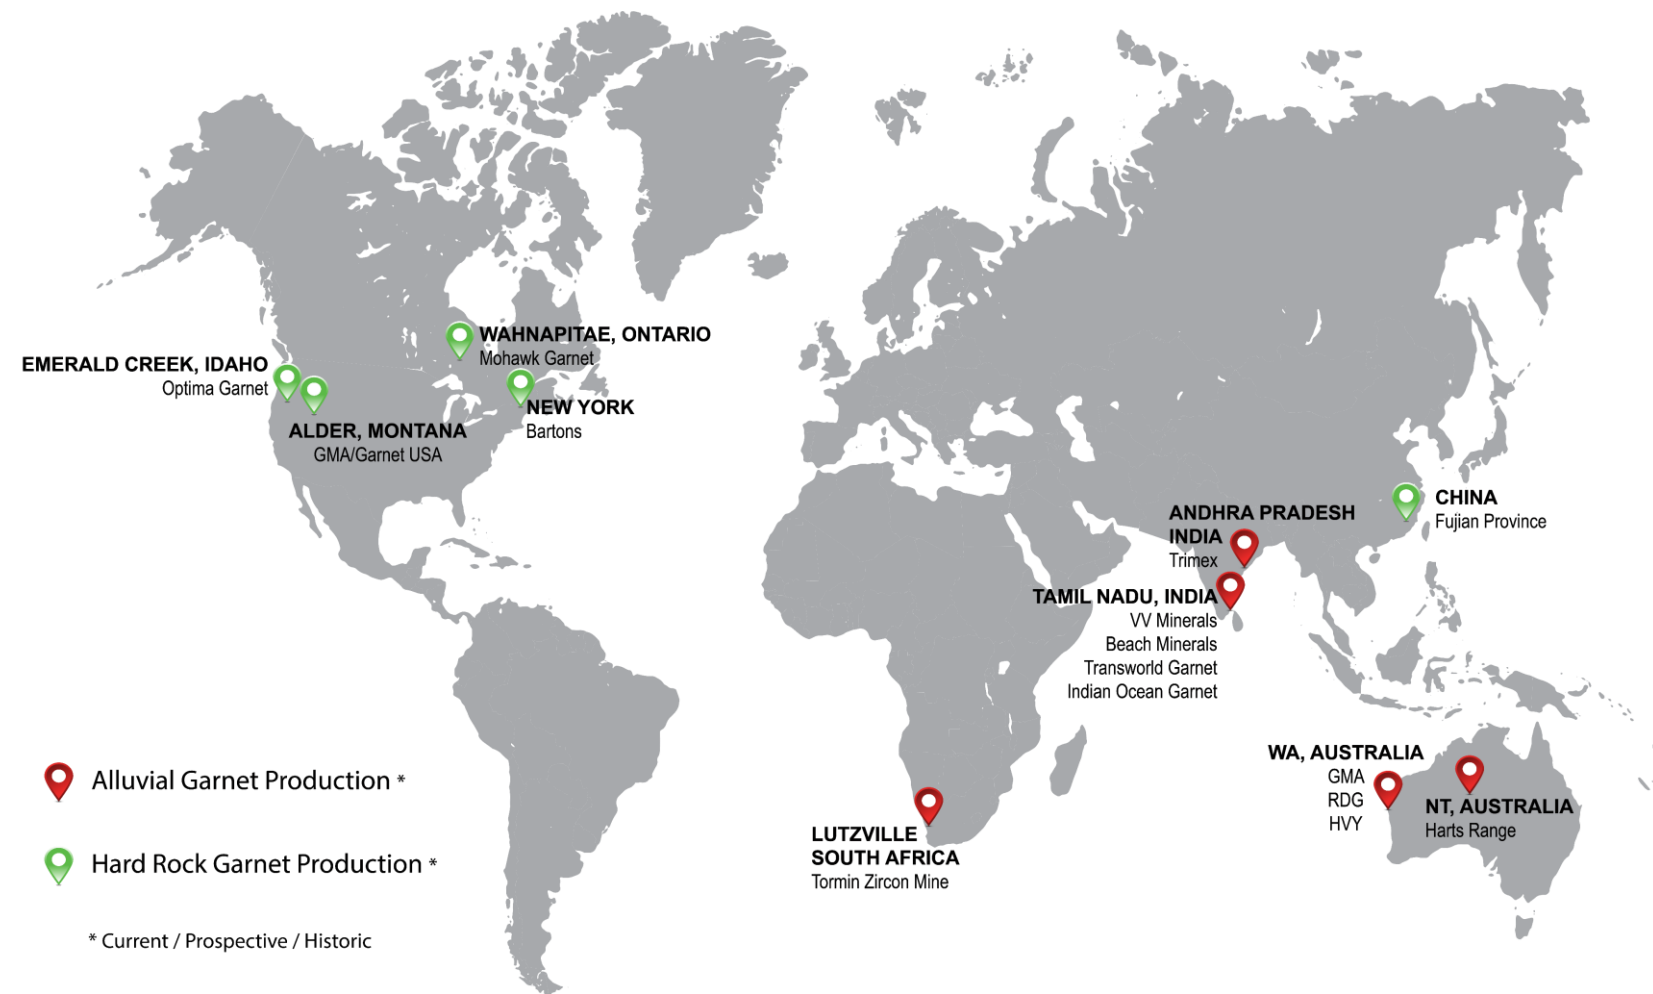 WAHNAPITAE, ONTARIO
Mohawk Garnet
EMERALD CREEK, IDAHO
Optima Garnet
NEW YORK
Bartons
ALDER, MONTANA
GMA/Garnet USA
CHINA
Fujian Province
ANDHRA PRADESH
INDIA
Trimex
TAMIL NADU, INDIA
VV Minerals
Beach Minerals
Transworld Garnet
Indian Ocean Garnet
WA, AUSTRALIA
GMA
RDG
HVY
NT, AUSTRALIA
Harts Range
LUTZVILLE
SOUTH AFRICA
Tormin Zircon Mine
Alluvial Garnet Production *
Hard Rock Garnet Production *
* Current / Prospective / Historic